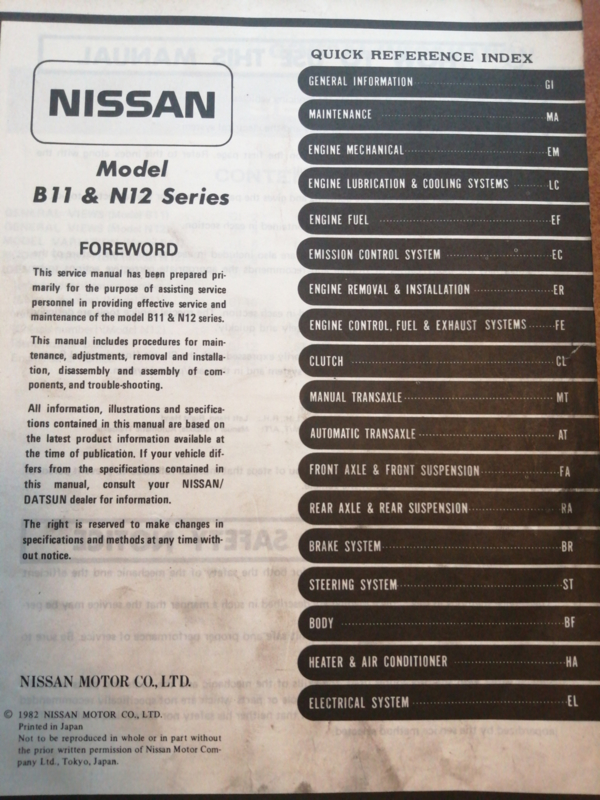 NISSAN
Model
B11 & N12 Series
FOREWORD
This service manual has been prepared pri-
marily for the purpose of assisting service
personnel in providing effective service and
maintenance of the model B11 & N12 series.
This manual includes procedures for main-
tenance, adjustments, removal and installa-
tion, disassembly and assembly of com-
ponents, and trouble-shooting.
All information, illustrations and specifica-
tions contained in this manual are based on
the latest product information available at
the time of publication. If your vehicle dif-
fers from the specifications contained in
this manual, consult your NISSAN/
DATSUN dealer for information.
The right is reserved to make changes in
specifications and methods at any time with-
out notice.
NISSAN MOTOR CO., LTD.
© 1982 NISSAN MOTOR CO., LTD.
Printed in Japan
Not to be reproduced in whole or in part without
the prior written permission of Nissan Motor Com-
pany Ltd., Tokyo, Japan.
QUICK REFERENCE INDEX
GENERAL INFORMATION GI
MAINTENANCE MA
ENGINE MECHANICAL EM
ENGINE LUBRICATION & COOLING SYSTEMS LC
ENGINE FUEL EF
EMISSION CONTROL SYSTEM EC
ENGINE REMOVAL & INSTALLATION ER
ENGINE CONTROL, FUEL & EXHAUST SYSTEMS FE
CLUTCH CL
MANUAL TRANSAXLE MT
AUTOMATIC TRANSAXLE AT
FRONT AXLE & FRONT SUSPENSION FA
REAR AXLE & REAR SUSPENSION RA
BRAKE SYSTEM BR
STEERING SYSTEM ST
BODY BF
HEATER & AIR CONDITIONER HA
ELECTRICAL SYSTEM EL